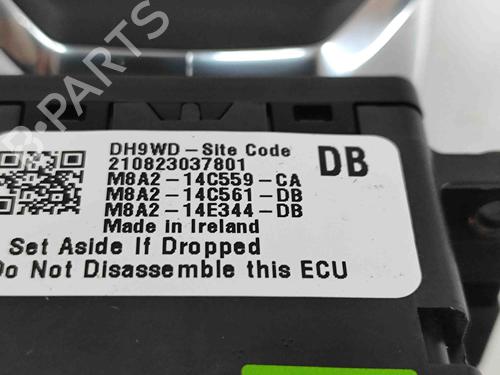 B-PARTS
DH9WD-Site Code
210823037801
DB
M8A2-14C559-CA
M8A2-14C561-DB
M8A2-14E344-DB
Made in Ireland
Set Aside If Dropped
Do Not Disassemble this ECU